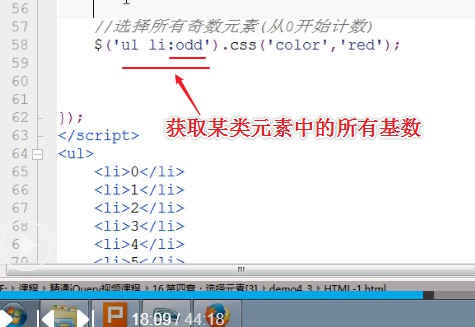 56
57 //选择所有奇数元素(从0开始计数)
58 $('ul li:odd').css('color','red');
59
60
61
获取某类元素中的所有基数
62 });
63 </script>
64 <ul>
65 <li>0</li>
66 <li>1</li>
67 <li>2</li>
68 <li>3</li>
69 <li>4</li>
70 <li>5</li>
课程 ▸ 精通jQuery视频课程 ▸ 16.第四章：选择元素[3] ▸ demo4_3 ▸ HTML-1.html
18:09 / 44:18